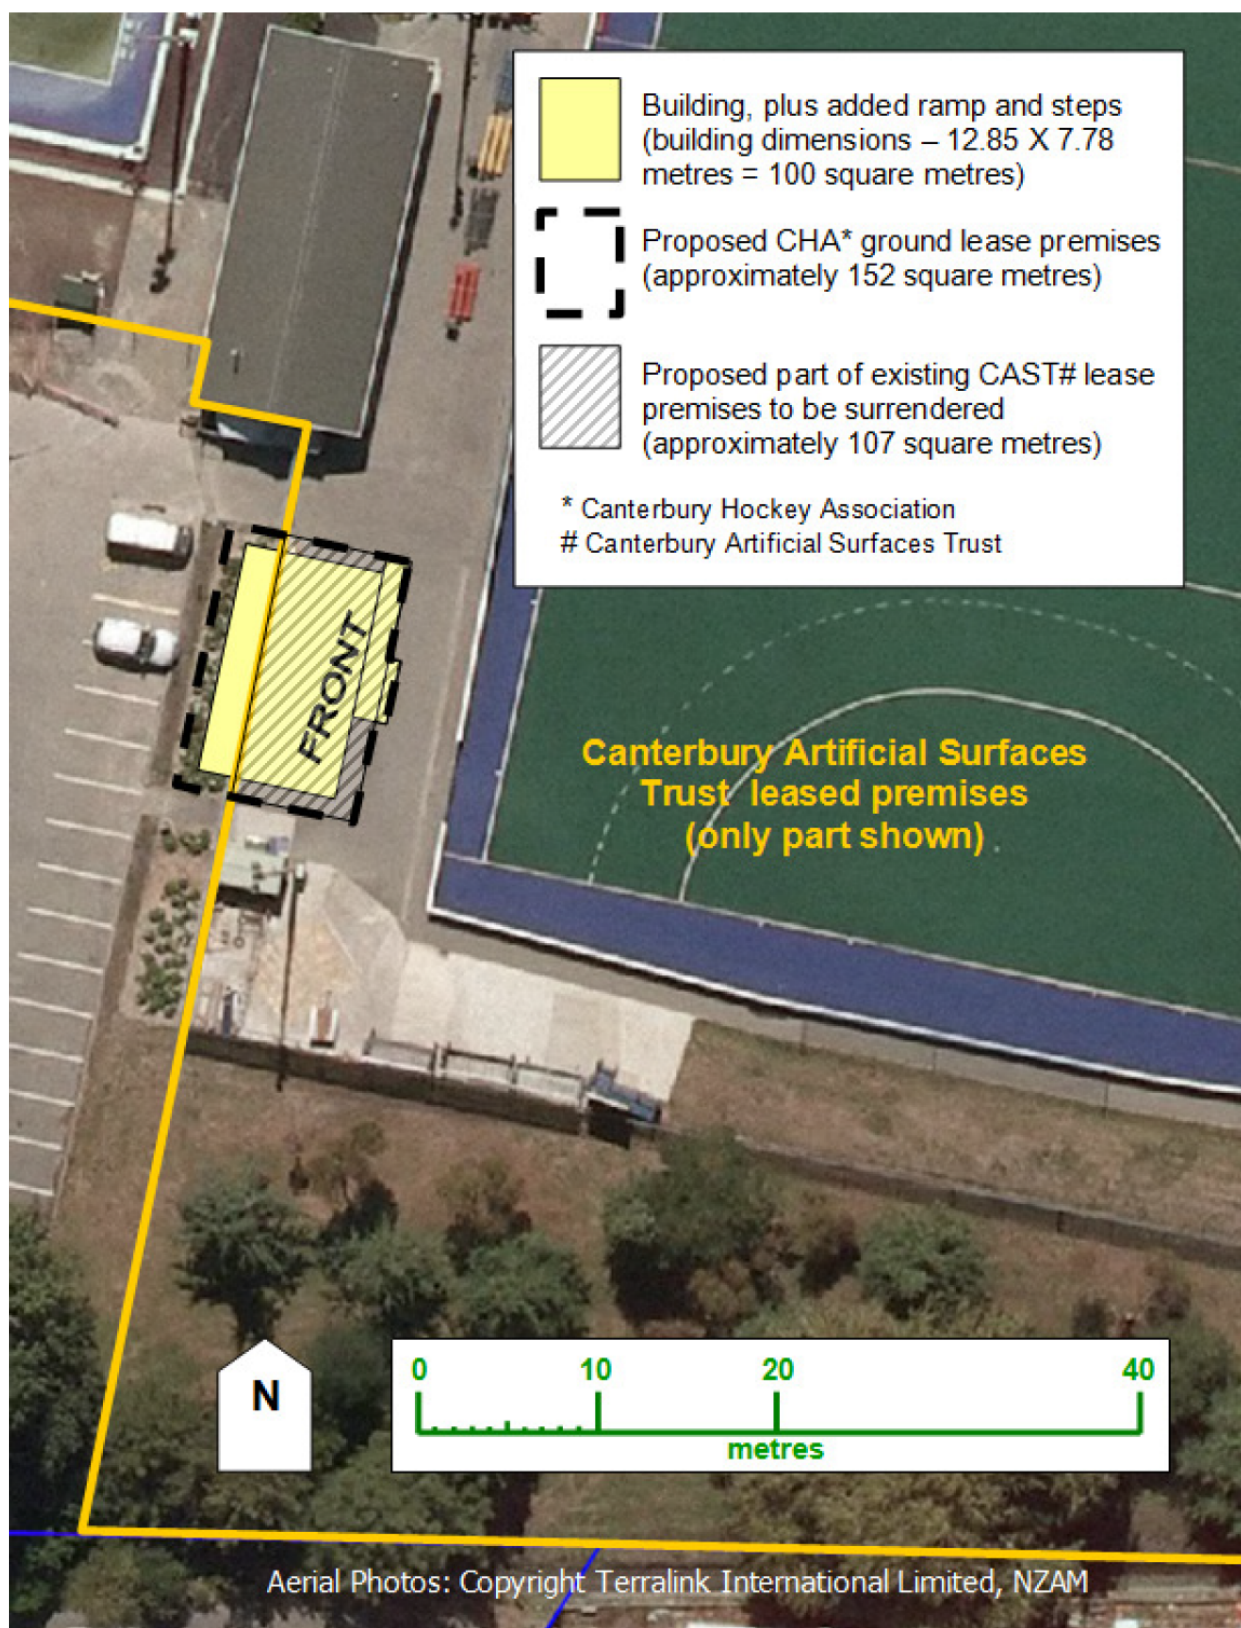 Building, plus added ramp and steps
(building dimensions – 12.85 X 7.78
metres = 100 square metres)
Proposed CHA* ground lease premises
(approximately 152 square metres)
Proposed part of existing CAST# lease
premises to be surrendered
(approximately 107 square metres)
* Canterbury Hockey Association
# Canterbury Artificial Surfaces Trust
FRONT
Canterbury Artificial Surfaces
Trust leased premises
(only part shown)
N
0 10 20 40
metres
Aerial Photos: Copyright Terralink International Limited, NZAM